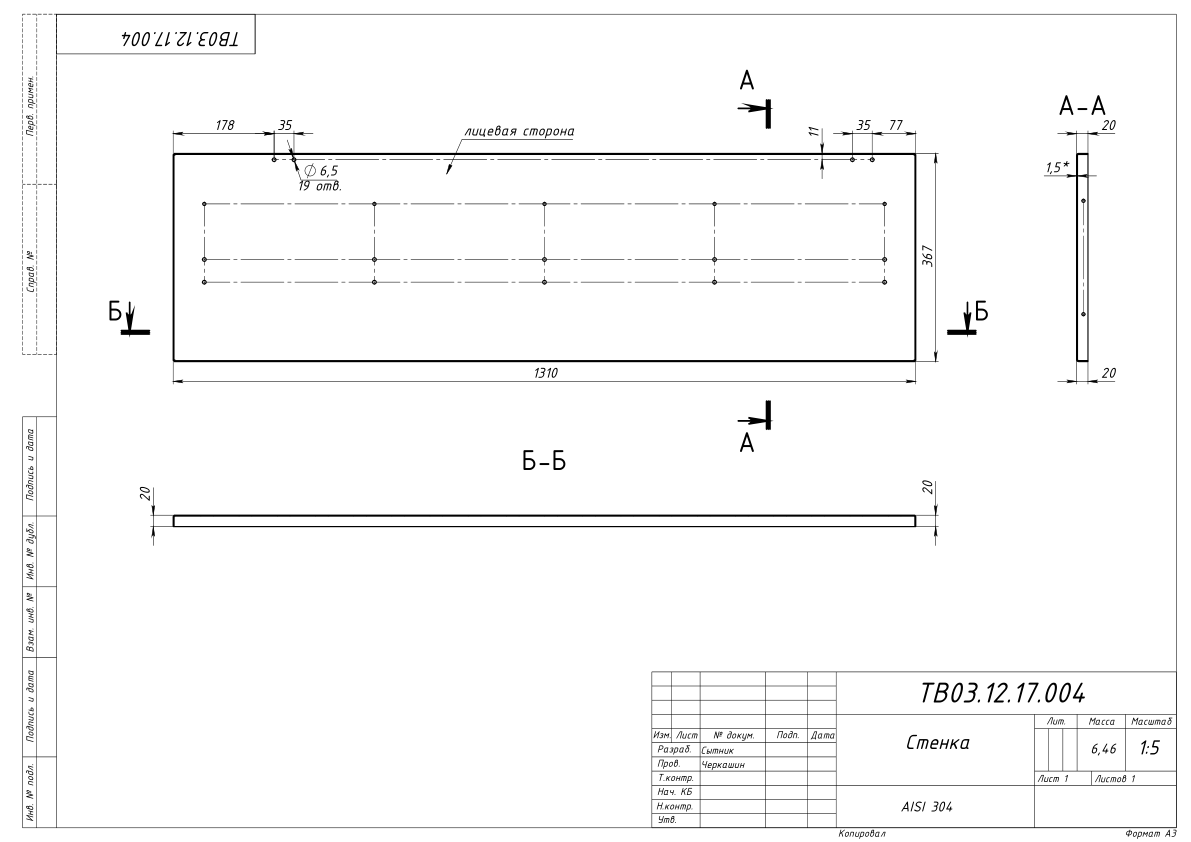 ТВ03.12.17.004
Перв. примен.
Справ. №
Подпись и дата
Инв. № дубл.
Взам. инв. №
Подпись и дата
Инв. № подл.
А
А-А
178
35
лицевая сторона
11
35
77
20
⌀ 6,5
19 отв.
1,5*
367
Б
Б
1310
20
А
Б-Б
20
20
ТВ03.12.17.004
Изм. Лист № докум. Подп. Дата
Разраб. Сытник
Пров. Черкашин
Т.контр.
Нач. КБ
Н.контр.
Утв.
Стенка
AISI 304
Лит. Масса Масштаб
6,46 1:5
Лист 1 Листов 1
Копировал
Формат А3